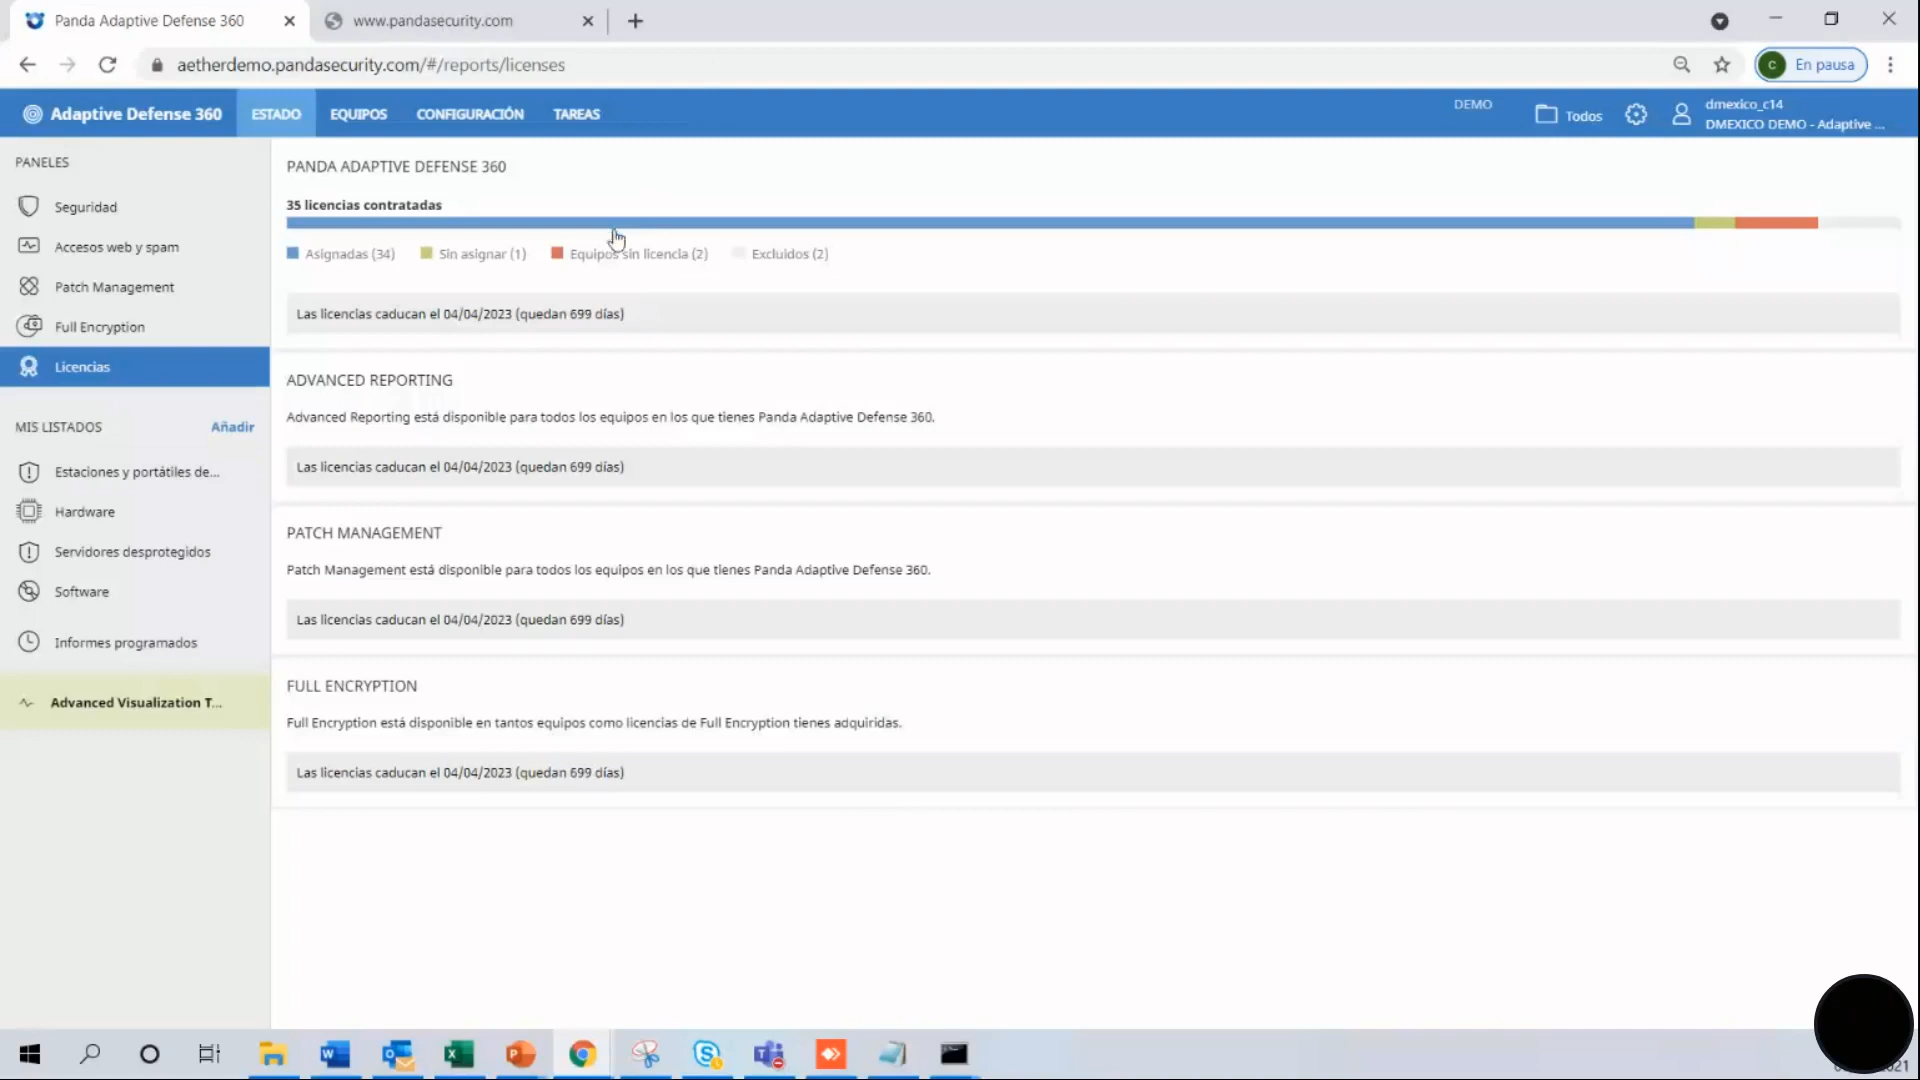 Panda Adaptive Defense 360
www.pandasecurity.com
aetherdemo.pandasecurity.com/#/reports/licenses
C
En pausa
Adaptive Defense 360
ESTADO
EQUIPOS
CONFIGURACIÓN
TAREAS
DEMO
Todos
dmexico_c14
DMEXICO DEMO - Adaptive ...
PANELES
Seguridad
Accesos web y spam
Patch Management
Full Encryption
Licencias
MIS LISTADOS
Añadir
Estaciones y portátiles de...
Hardware
Servidores desprotegidos
Software
Informes programados
Advanced Visualization T...
PANDA ADAPTIVE DEFENSE 360
35 licencias contratadas
Asignadas (34)
Sin asignar (1)
Equipos sin licencia (2)
Excluidos (2)
Las licencias caducan el 04/04/2023 (quedan 699 días)
ADVANCED REPORTING
Advanced Reporting está disponible para todos los equipos en los que tienes Panda Adaptive Defense 360.
Las licencias caducan el 04/04/2023 (quedan 699 días)
PATCH MANAGEMENT
Patch Management está disponible para todos los equipos en los que tienes Panda Adaptive Defense 360.
Las licencias caducan el 04/04/2023 (quedan 699 días)
FULL ENCRYPTION
Full Encryption está disponible en tantos equipos como licencias de Full Encryption tienes adquiridas.
Las licencias caducan el 04/04/2023 (quedan 699 días)